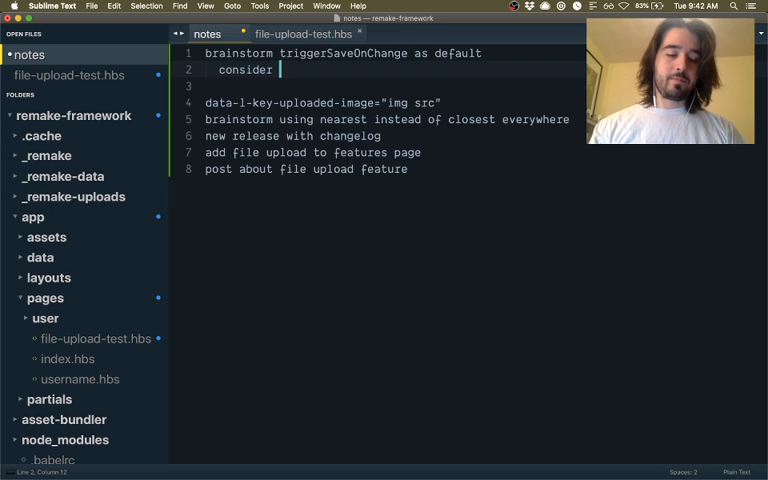 Sublime Text File Edit Selection Find View Goto Tools Project Window Help 83% Tue 9:42 AM
notes — remake-framework
OPEN FILES
notes
file-upload-test.hbs
FOLDERS
remake-framework
.cache
_remake
_remake-data
_remake-uploads
app
assets
data
layouts
pages
user
file-upload-test.hbs
index.hbs
username.hbs
partials
asset-bundler
node_modules
.babelrc
notes file-upload-test.hbs
1 brainstorm triggerSaveOnChange as default
2 consider
3
4 data-l-key-uploaded-image="img src"
5 brainstorm using nearest instead of closest everywhere
6 new release with changelog
7 add file upload to features page
8 post about file upload feature
Line 2, Column 12 Spaces: 2 Plain Text